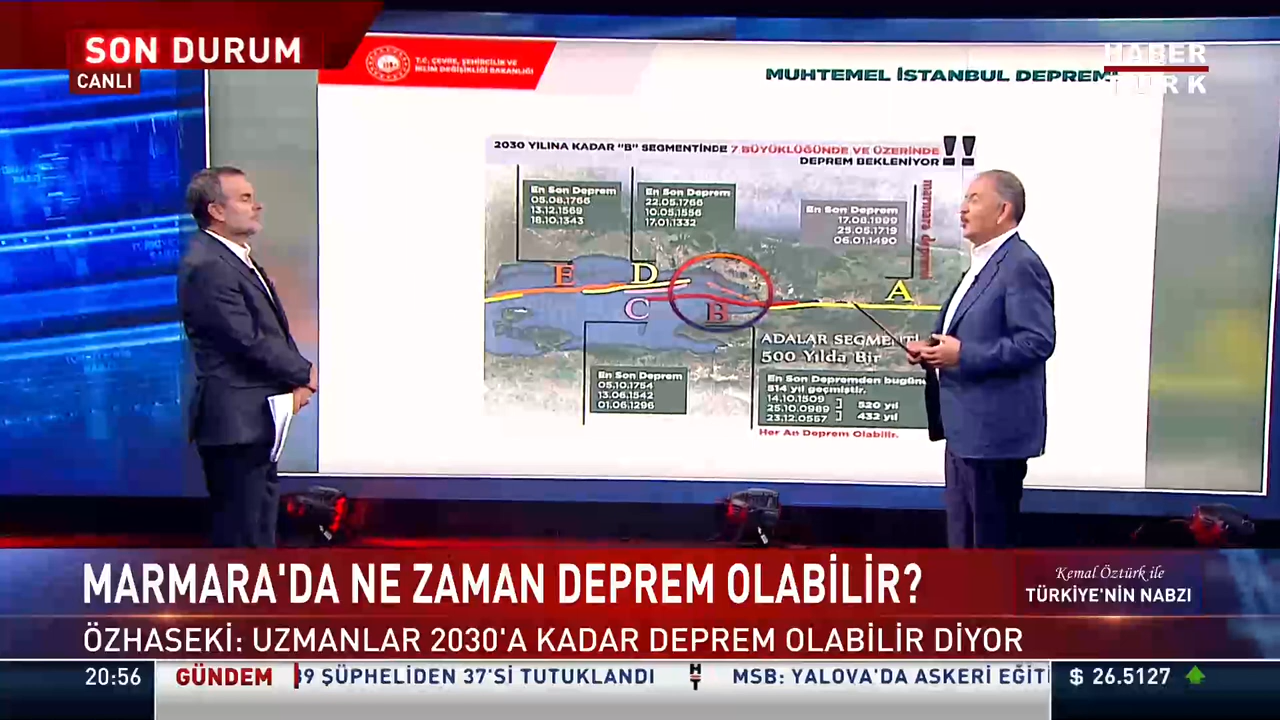 SON DURUM
CANLI
T.C. ÇEVRE, ŞEHİRCİLİK VE
İKLİM DEĞİŞİKLİĞİ BAKANLIĞI
MUHTEMEL İSTANBUL DEPREMİ
HABER
TÜRK
2030 YILINA KADAR "B" SEGMENTİNDE 7 BÜYÜKLÜĞÜNDE VE ÜZERİNDE
DEPREM BEKLENİYOR !!
En Son Deprem
05.08.1766
13.12.1569
18.10.1343
En Son Deprem
22.05.1766
10.05.1556
17.01.1332
En Son Deprem
17.08.1999
25.05.1719
06.01.1490
marmara depremi
E
D
C
B
A
ADALAR SEGMENTİ
500 Yılda Bir
En Son Deprem
05.10.1754
13.06.1542
01.06.1296
En Son Depremden bugüne
514 yıl geçmiştir.
14.10.1509
25.10.0989
23.12.0557
520 yıl
432 yıl
Her An Deprem Olabilir.
MARMARA'DA NE ZAMAN DEPREM OLABİLİR?
ÖZHASEKİ: UZMANLAR 2030'A KADAR DEPREM OLABİLİR DİYOR
Kemal Öztürk ile
TÜRKİYE'NİN NABZI
20:56
GÜNDEM
39 ŞÜPHELİDEN 37'Sİ TUTUKLANDI
HT
MSB: YALOVA'DA ASKERİ EĞİTİ
$ 26.5127